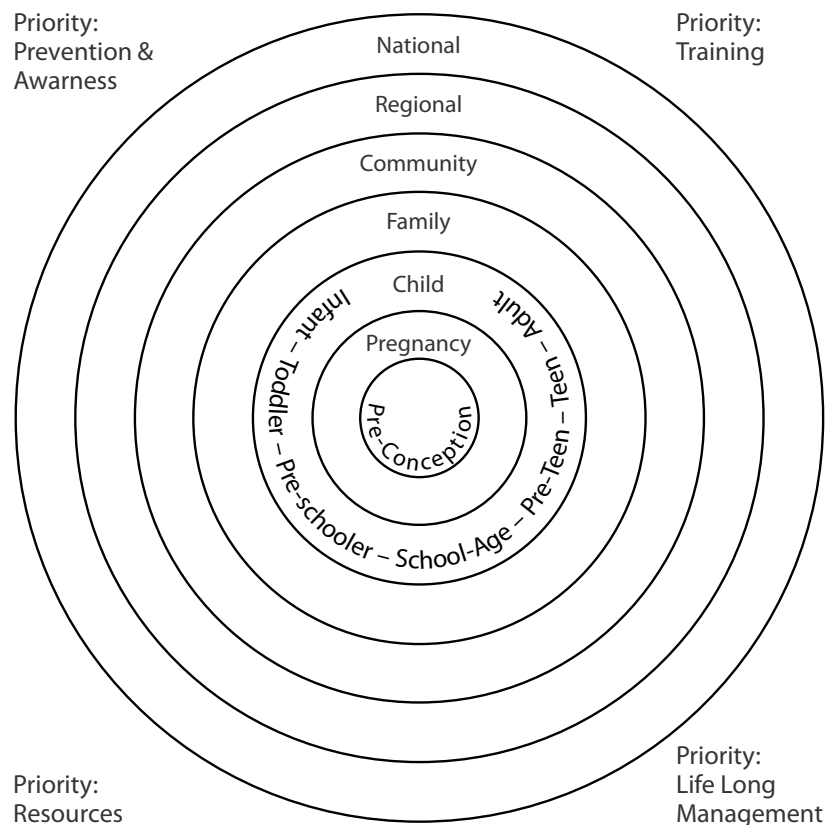 Priority:
Prevention &
Awarness
Priority:
Training
National
Regional
Community
Family
Child
Infant – Toddler – Pre-schooler – School-Age – Pre-Teen – Teen – Adult
Pregnancy
Pre-Conception
Priority:
Resources
Priority:
Life Long
Management